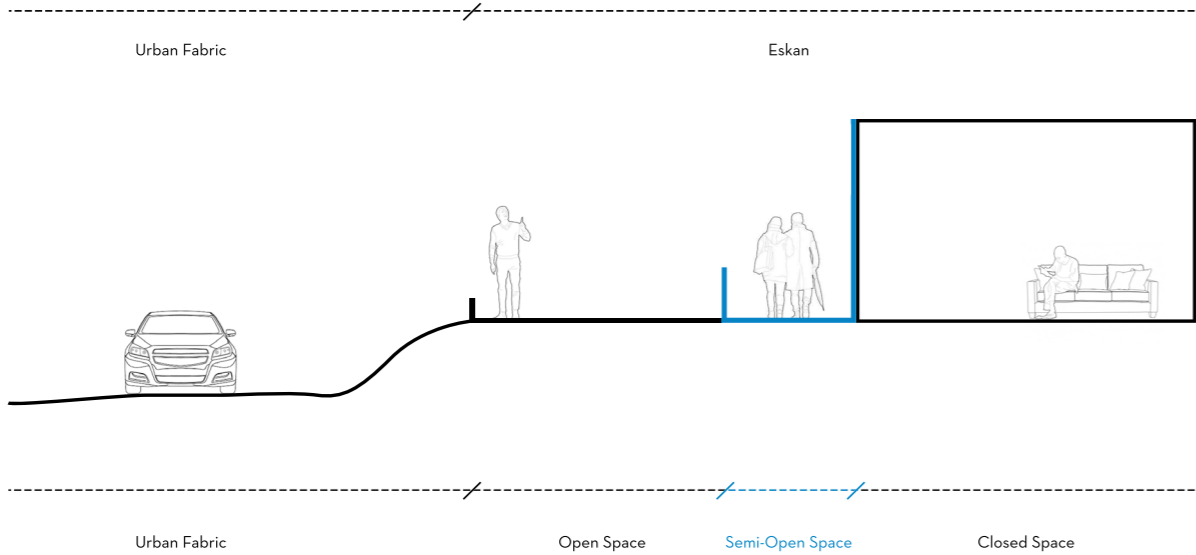 Urban Fabric
Eskan
Urban Fabric
Open Space
Semi-Open Space
Closed Space